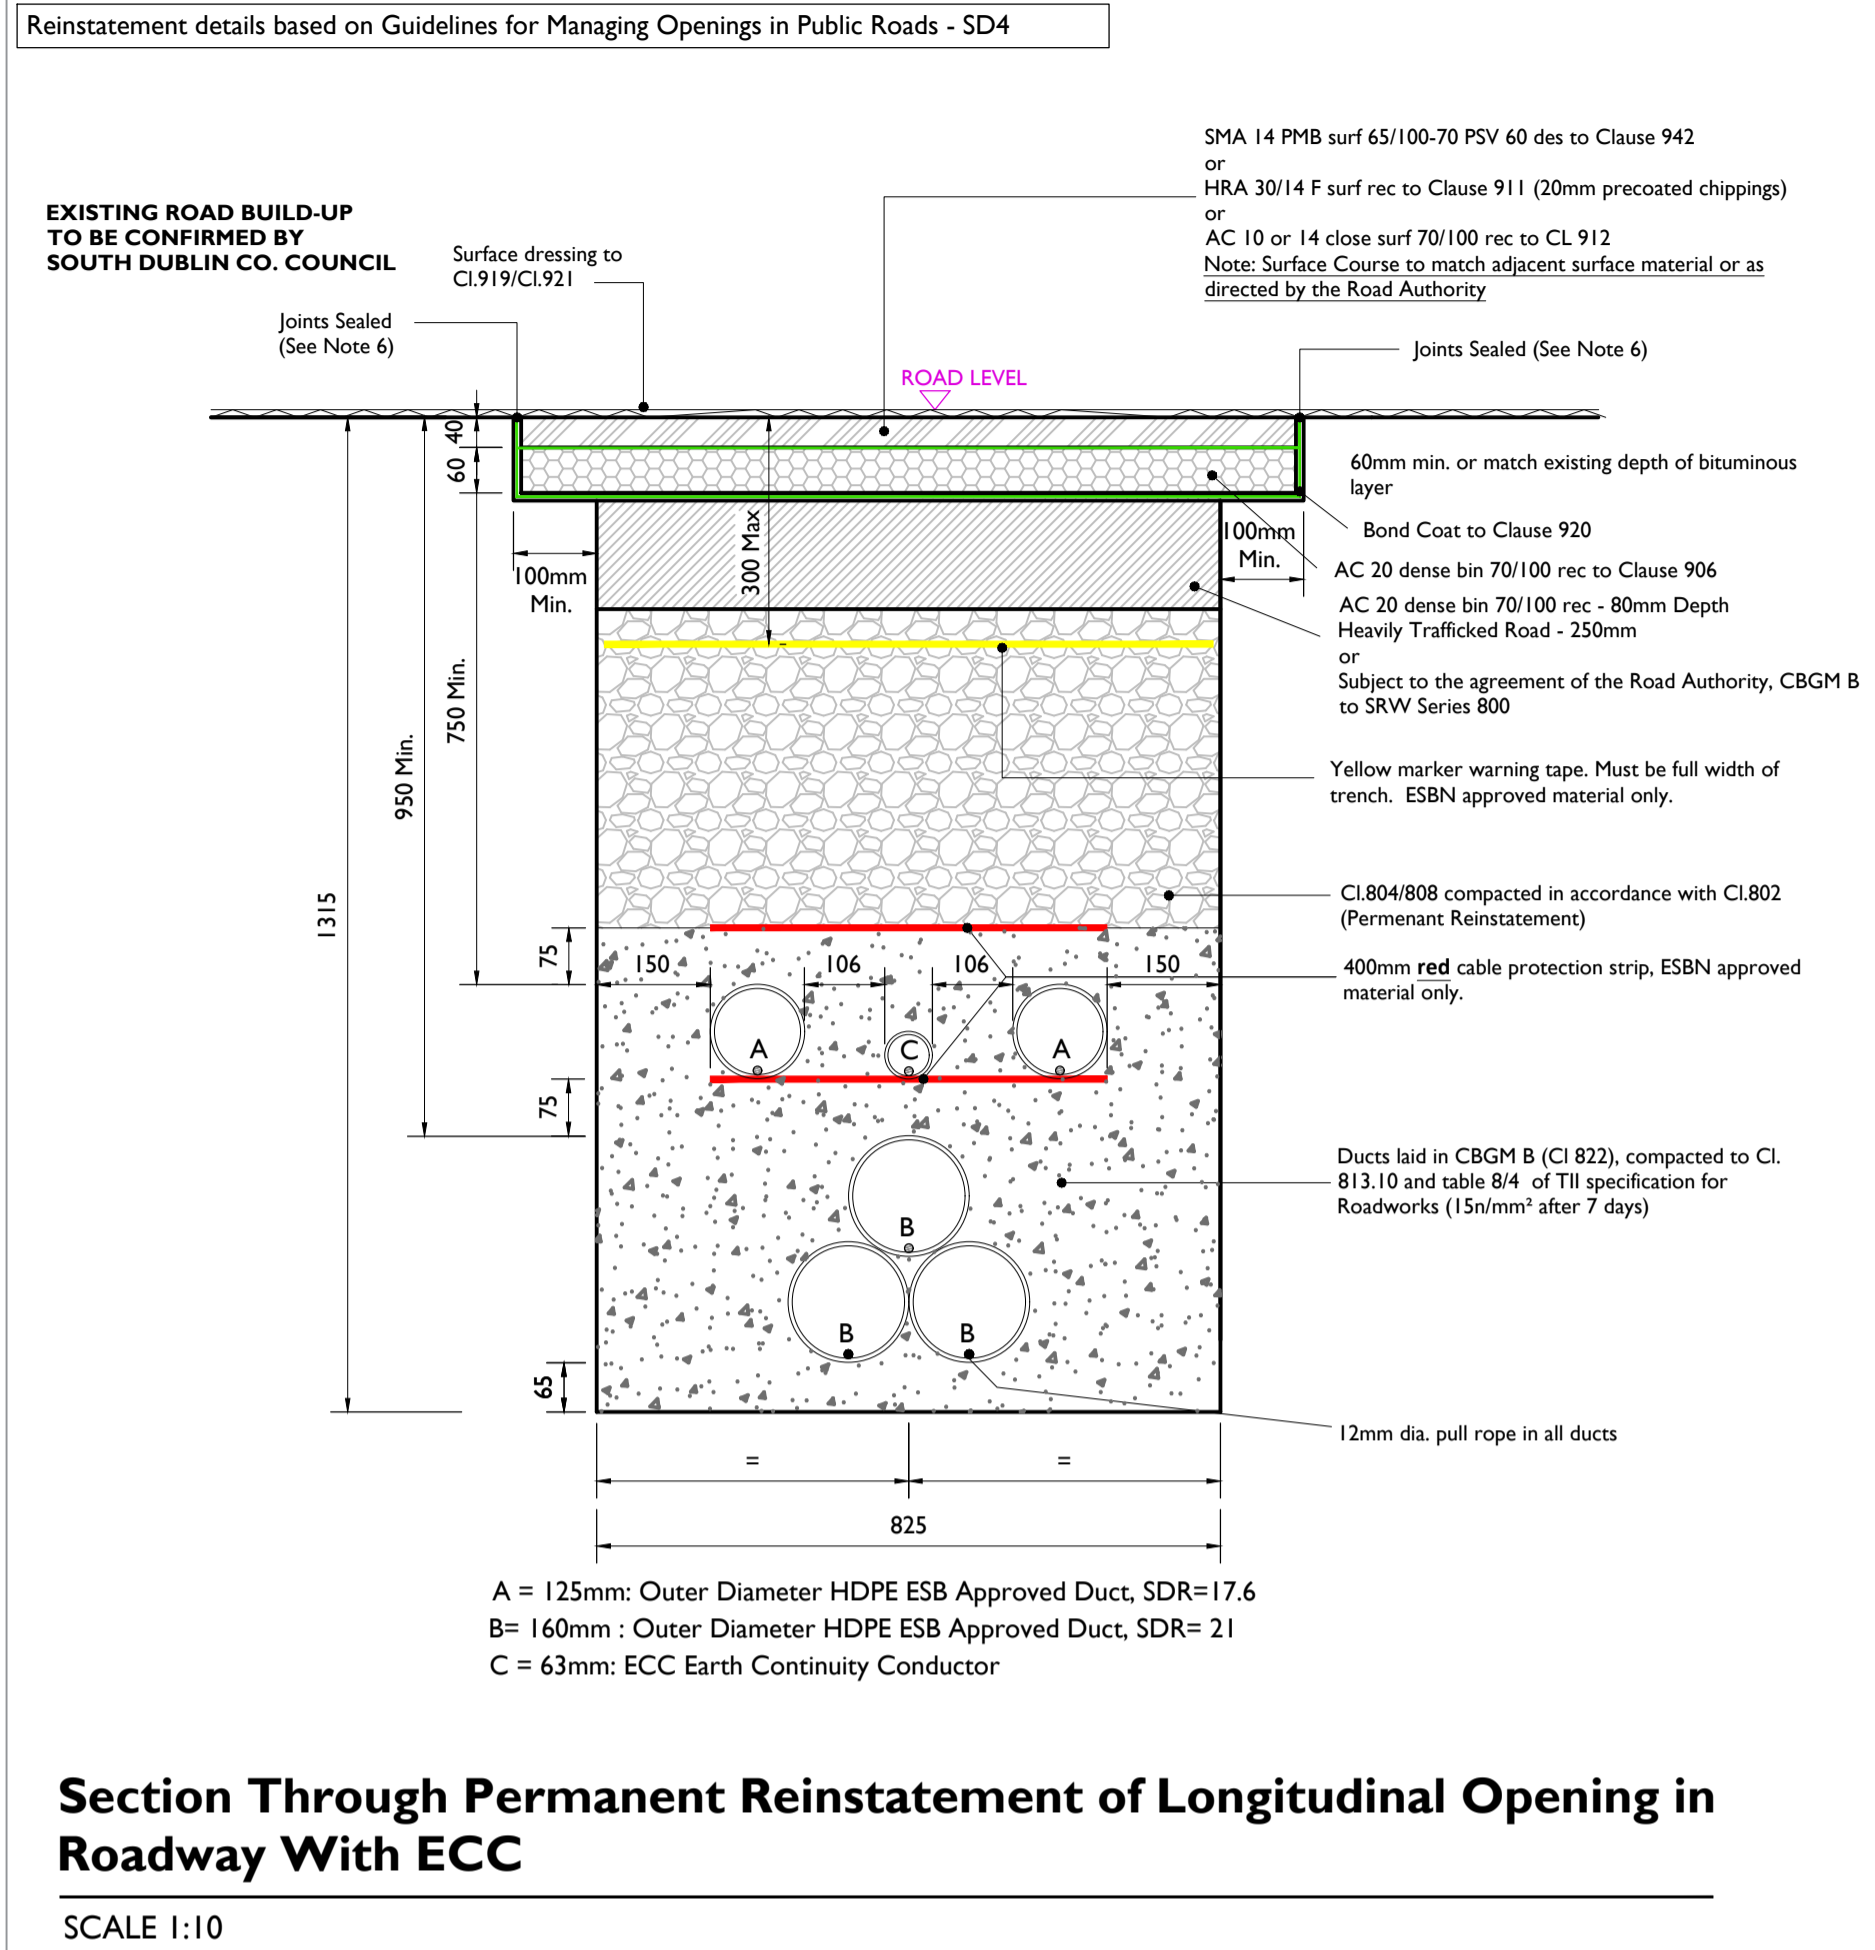 Reinstatement details based on Guidelines for Managing Openings in Public Roads - SD4
SMA 14 PMB surf 65/100-70 PSV 60 des to Clause 942
or
HRA 30/14 F surf rec to Clause 911 (20mm precoated chippings)
or
AC 10 or 14 close surf 70/100 rec to CL 912
Note: Surface Course to match adjacent surface material or as
directed by the Road Authority
EXISTING ROAD BUILD-UP
TO BE CONFIRMED BY
SOUTH DUBLIN CO. COUNCIL
Surface dressing to
Cl.919/Cl.921
Joints Sealed
(See Note 6)
Joints Sealed (See Note 6)
ROAD LEVEL
40
60
60mm min. or match existing depth of bituminous
layer
Bond Coat to Clause 920
300 Max
100mm
Min.
100mm
Min.
AC 20 dense bin 70/100 rec to Clause 906
AC 20 dense bin 70/100 rec - 80mm Depth
Heavily Trafficked Road - 250mm
or
Subject to the agreement of the Road Authority, CBGM B
to SRW Series 800
750 Min.
950 Min.
1315
Yellow marker warning tape. Must be full width of
trench. ESBN approved material only.
Cl.804/808 compacted in accordance with Cl.802
(Permenant Reinstatement)
75
150
106
106
150
400mm red cable protection strip, ESBN approved
material only.
A
C
A
75
Ducts laid in CBGM B (Cl 822), compacted to Cl.
813.10 and table 8/4 of TII specification for
Roadworks (15n/mm² after 7 days)
B
B
B
65
12mm dia. pull rope in all ducts
=
=
825
A = 125mm: Outer Diameter HDPE ESB Approved Duct, SDR=17.6
B= 160mm : Outer Diameter HDPE ESB Approved Duct, SDR= 21
C = 63mm: ECC Earth Continuity Conductor
Section Through Permanent Reinstatement of Longitudinal Opening in
Roadway With ECC
SCALE 1:10